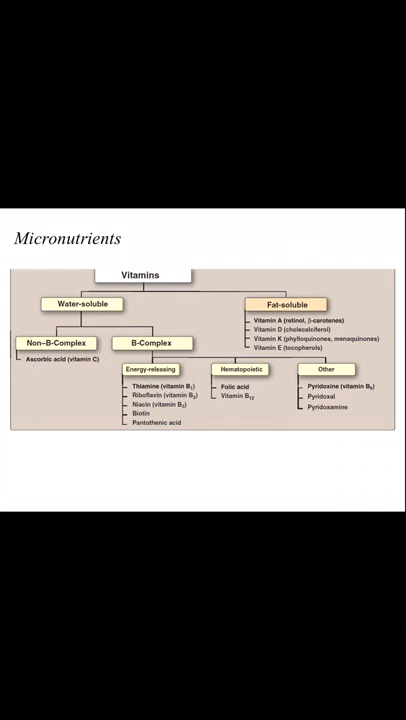 Micronutrients
Vitamins
Water-soluble
Fat-soluble
Vitamin A (retinol, β-carotenes)
Vitamin D (cholecalciferol)
Vitamin K (phylloquinones, menaquinones)
Vitamin E (tocopherols)
Non–B-Complex
B-Complex
Ascorbic acid (vitamin C)
Energy-releasing
Hematopoietic
Other
Thiamine (vitamin B₁)
Riboflavin (vitamin B₂)
Niacin (vitamin B₃)
Biotin
Pantothenic acid
Folic acid
Vitamin B₁₂
Pyridoxine (vitamin B₆)
Pyridoxal
Pyridoxamine